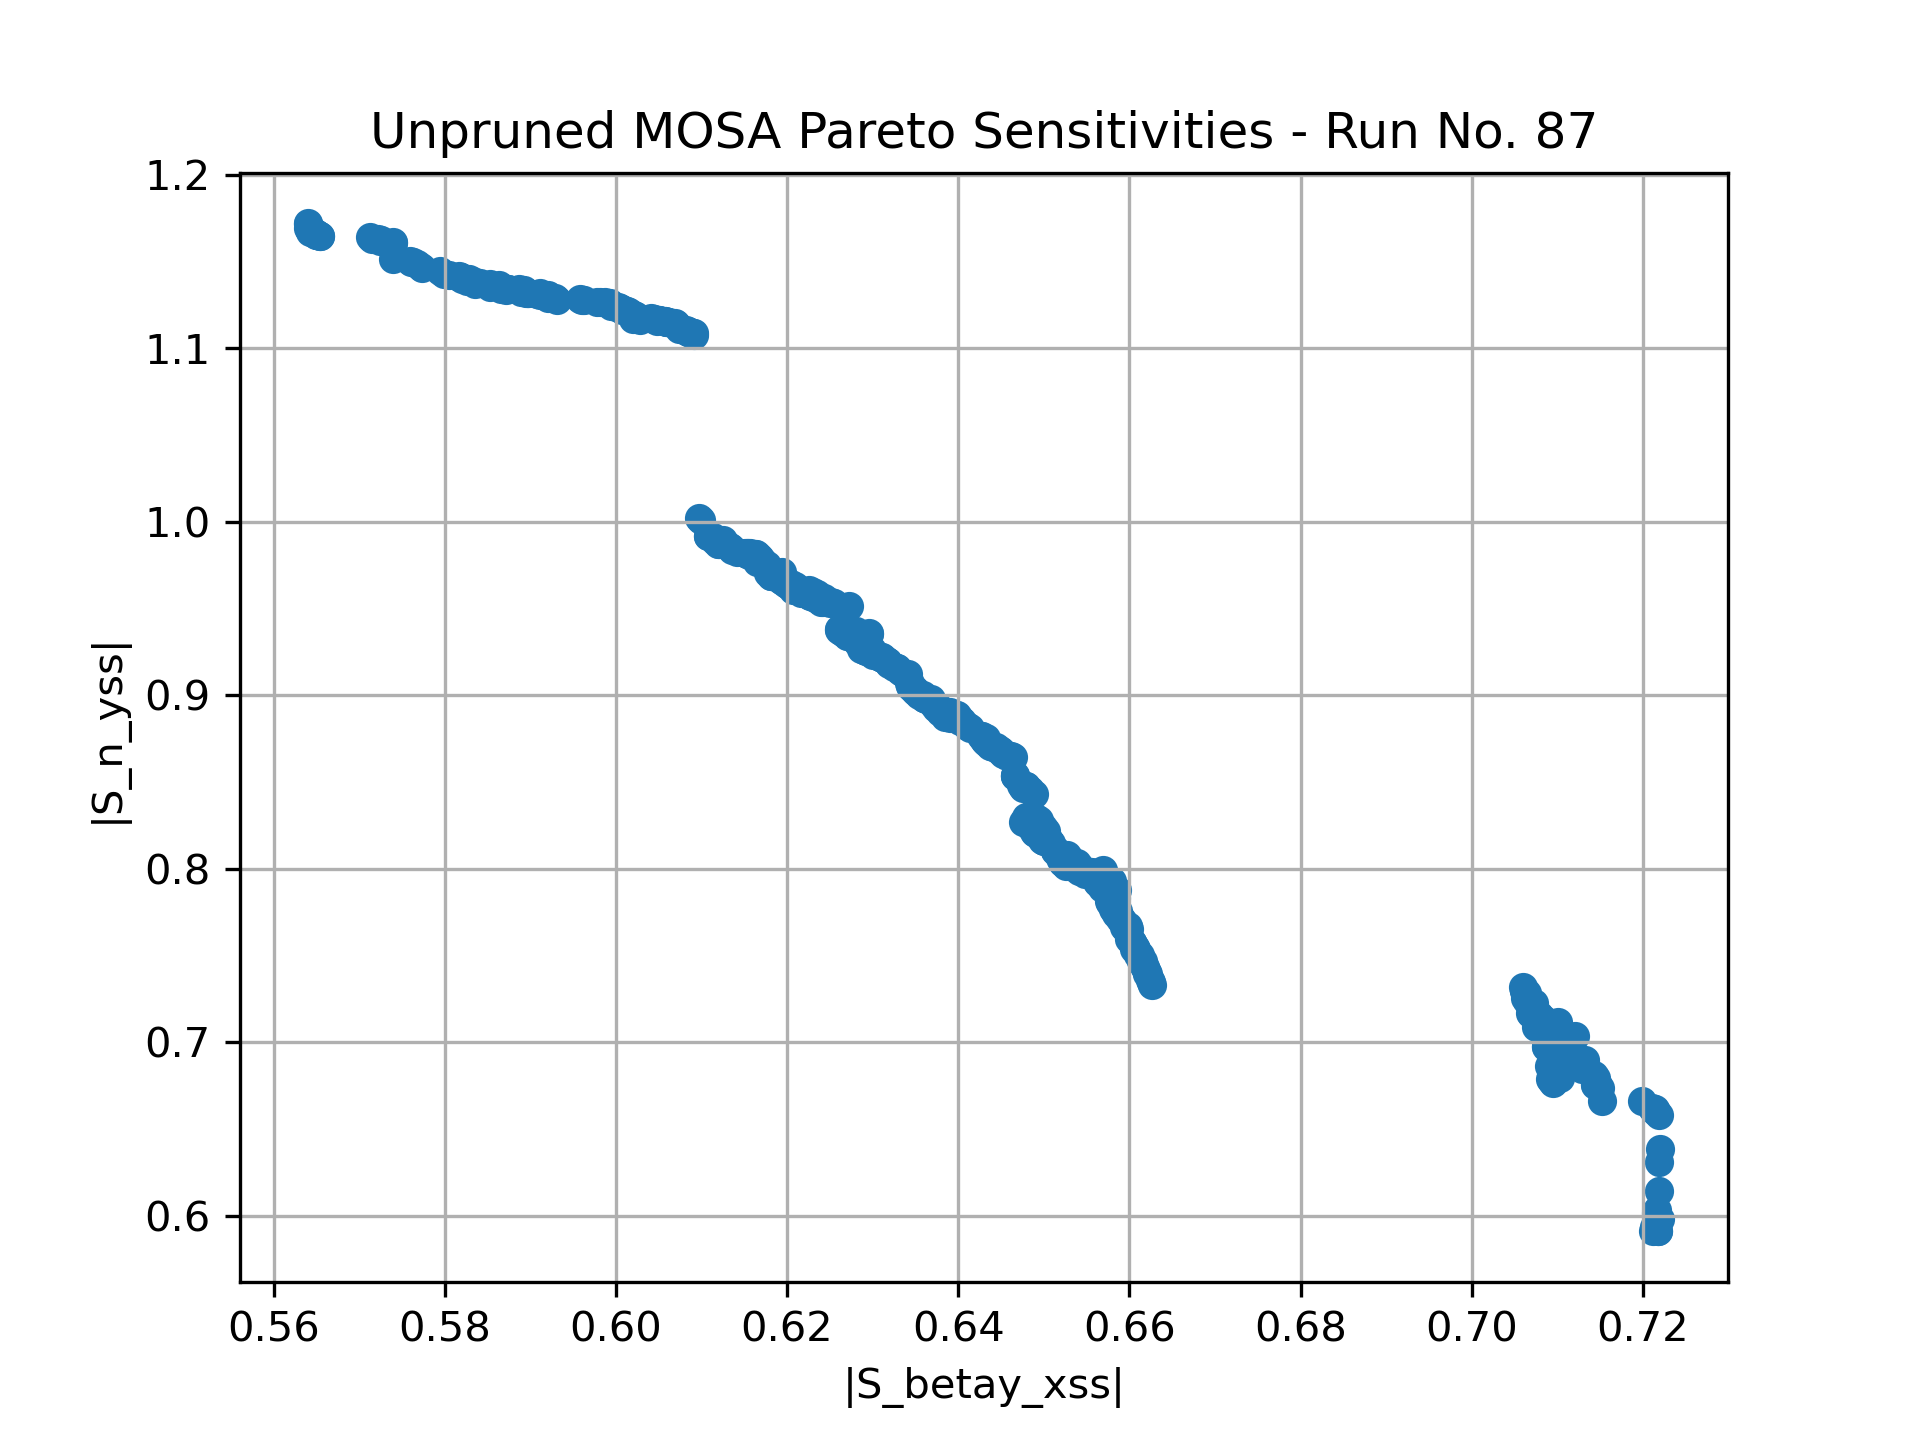 Unpruned MOSA Pareto Sensitivities - Run No. 87
1.2
1.1
1.0
0.9
0.8
0.7
0.6
|S_n_yss|
0.56 0.58 0.60 0.62 0.64 0.66 0.68 0.70 0.72
|S_betay_xss|